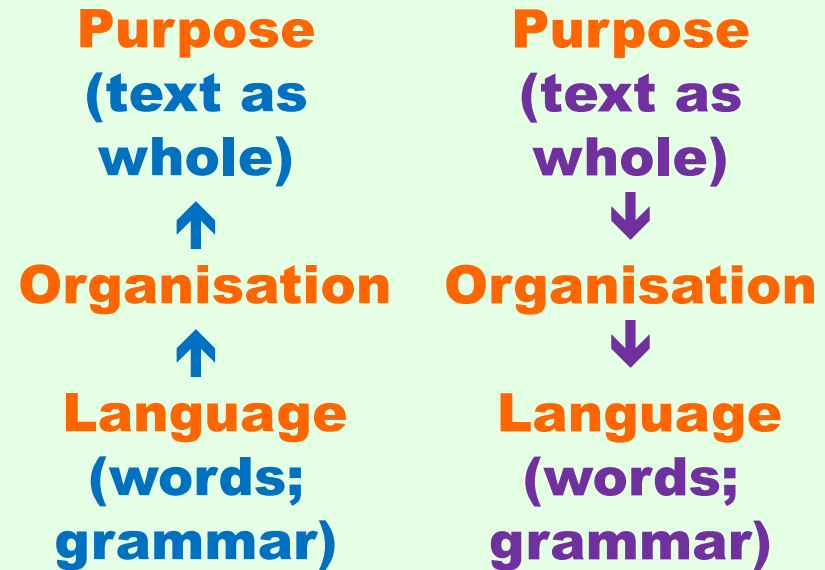 Purpose
(text as
whole)
↑
Organisation
↑
Language
(words;
grammar)
Purpose
(text as
whole)
↓
Organisation
↓
Language
(words;
grammar)